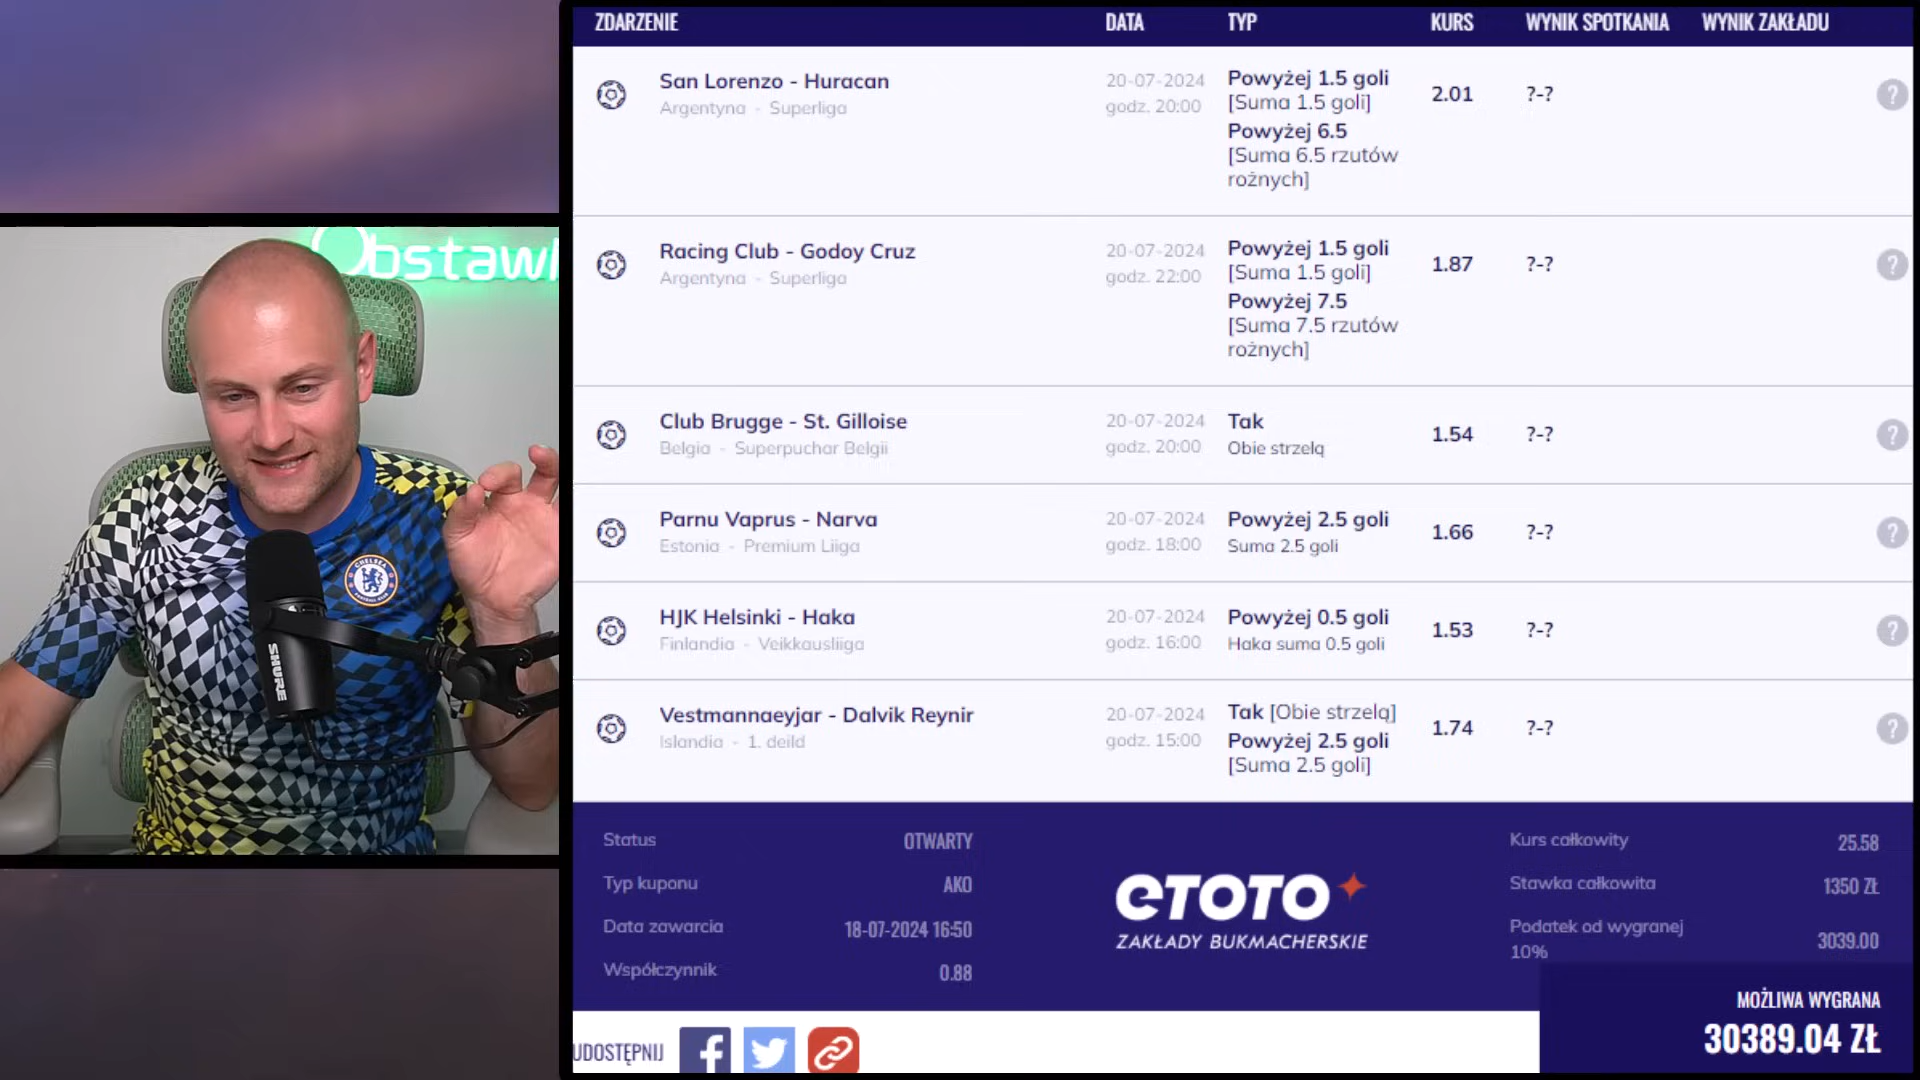 Obstaw
CHELSEA
FOOTBALL CLUB
SHURE
ZDARZENIE DATA TYP KURS WYNIK SPOTKANIA WYNIK ZAKŁADU
San Lorenzo - Huracan
Argentyna - Superliga
20-07-2024
godz. 20:00
Powyżej 1.5 goli
[Suma 1.5 goli]
Powyżej 6.5
[Suma 6.5 rzutów
rożnych]
2.01
?-?
?
Racing Club - Godoy Cruz
Argentyna - Superliga
20-07-2024
godz. 22:00
Powyżej 1.5 goli
[Suma 1.5 goli]
Powyżej 7.5
[Suma 7.5 rzutów
rożnych]
1.87
?-?
?
Club Brugge - St. Gilloise
Belgia - Superpuchar Belgii
20-07-2024
godz. 20:00
Tak
Obie strzelą
1.54
?-?
?
Parnu Vaprus - Narva
Estonia - Premium Liiga
20-07-2024
godz. 18:00
Powyżej 2.5 goli
Suma 2.5 goli
1.66
?-?
?
HJK Helsinki - Haka
Finlandia - Veikkausliiga
20-07-2024
godz. 16:00
Powyżej 0.5 goli
Haka suma 0.5 goli
1.53
?-?
?
Vestmannaeyjar - Dalvik Reynir
Islandia - 1. deild
20-07-2024
godz. 15:00
Tak [Obie strzelą]
Powyżej 2.5 goli
[Suma 2.5 goli]
1.74
?-?
?
Status OTWARTY
Typ kuponu AKO
Data zawarcia 18-07-2024 16:50
Współczynnik 0.88
eTOTO
ZAKŁADY BUKMACHERSKIE
Kurs całkowity 25.58
Stawka całkowita 1350 ZŁ
Podatek od wygranej
10%
3039.00
MOŻLIWA WYGRANA
30389.04 ZŁ
UDOSTĘPNIJ